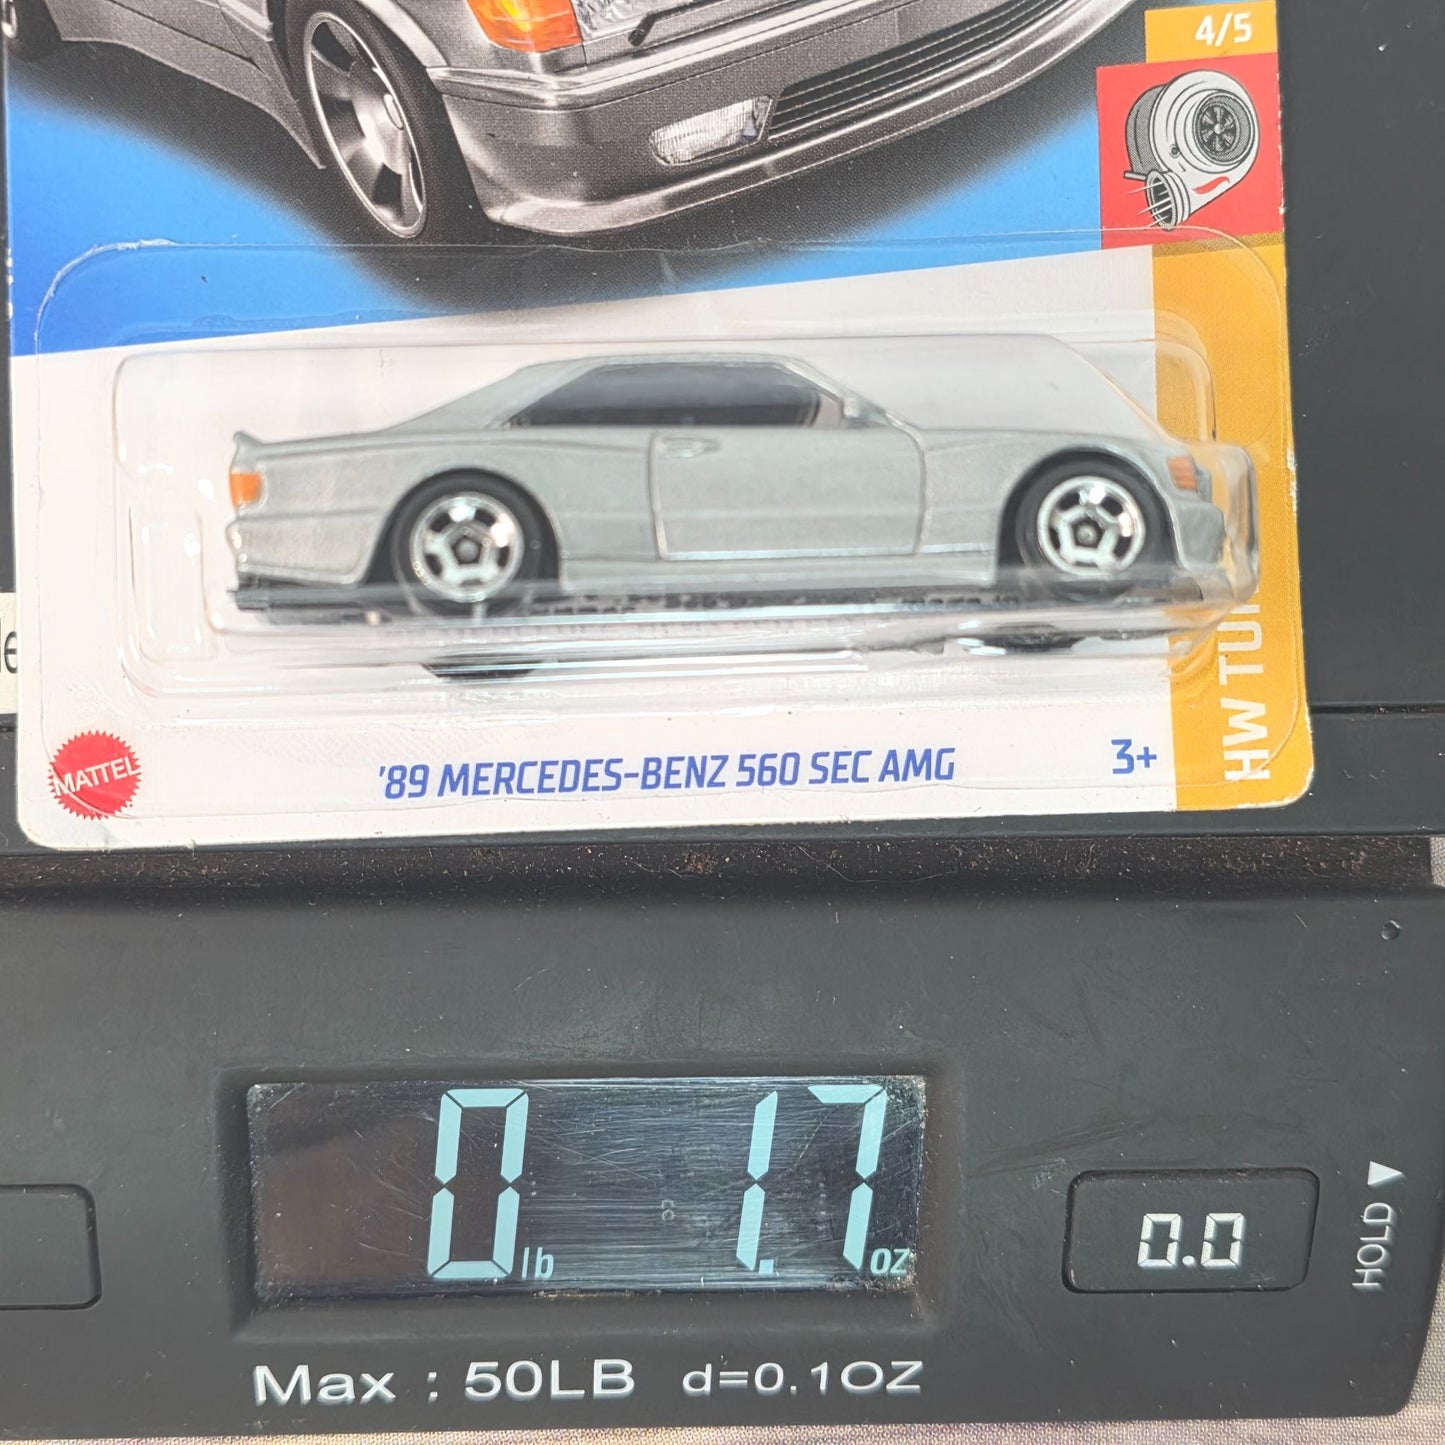 4/5
MATTEL
'89 MERCEDES-BENZ 560 SEC AMG
3+
HW
0 lb 1.7 oz
0.0
HOLD
Max : 50LB d=0.1OZ